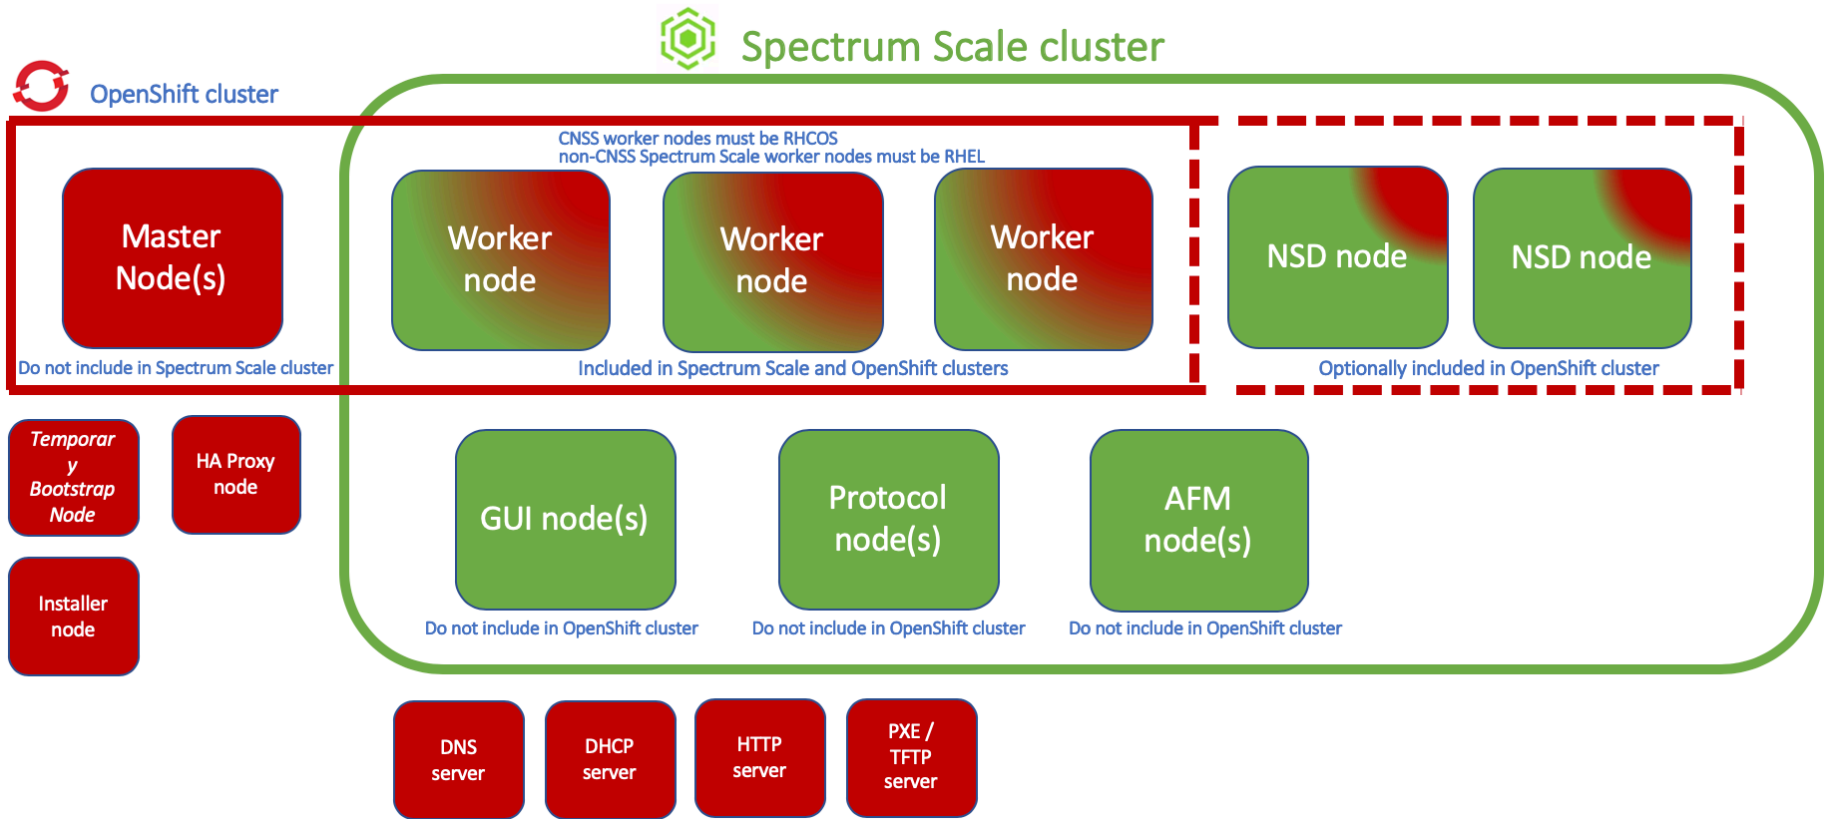 Spectrum Scale cluster
OpenShift cluster
CNSS worker nodes must be RHCOS
non-CNSS Spectrum Scale worker nodes must be RHEL
Master
Node(s)
Worker
node
Worker
node
Worker
node
NSD node
NSD node
Do not include in Spectrum Scale cluster
Included in Spectrum Scale and OpenShift clusters
Optionally included in OpenShift cluster
Temporar
y
Bootstrap
Node
HA Proxy
node
GUI node(s)
Protocol
node(s)
AFM
node(s)
Installer
node
Do not include in OpenShift cluster
Do not include in OpenShift cluster
Do not include in OpenShift cluster
DNS
server
DHCP
server
HTTP
server
PXE /
TFTP
server